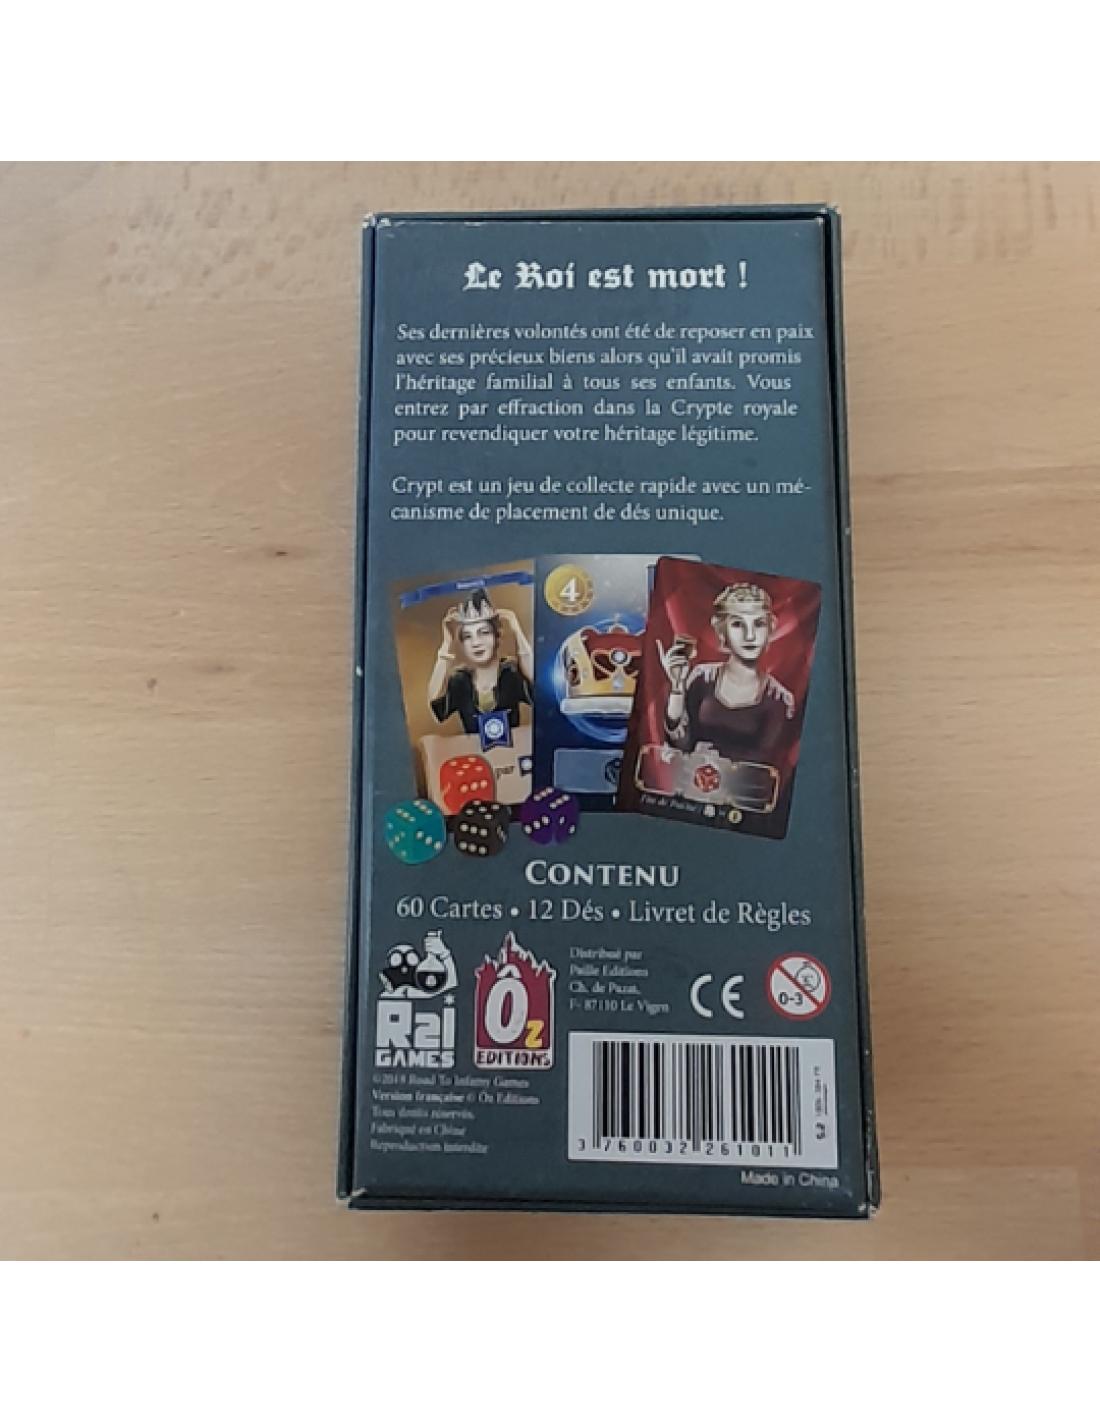 Le Roi est mort !
Ses dernières volontés ont été de reposer en paix
avec ses précieux biens alors qu'il avait promis
l'héritage familial à tous ses enfants. Vous
entrez par effraction dans la Crypte royale
pour revendiquer votre héritage légitime.
Crypt est un jeu de collecte rapide avec un mé-
canisme de placement de dés unique.
4
par
CONTENU
60 Cartes • 12 Dés • Livret de Règles
R2i
GAMES
Ôz
EDITIONS
Distribué par
Paille Editions
Ch. de Puzat,
F- 87110 Le Vigen
CE
0-3
©2018 Road To Infamy Games
Version française © Oz Editions
Tous droits réservés.
Fabriqué en Chine
Reproduction interdite
3 760032 261011
Made in China